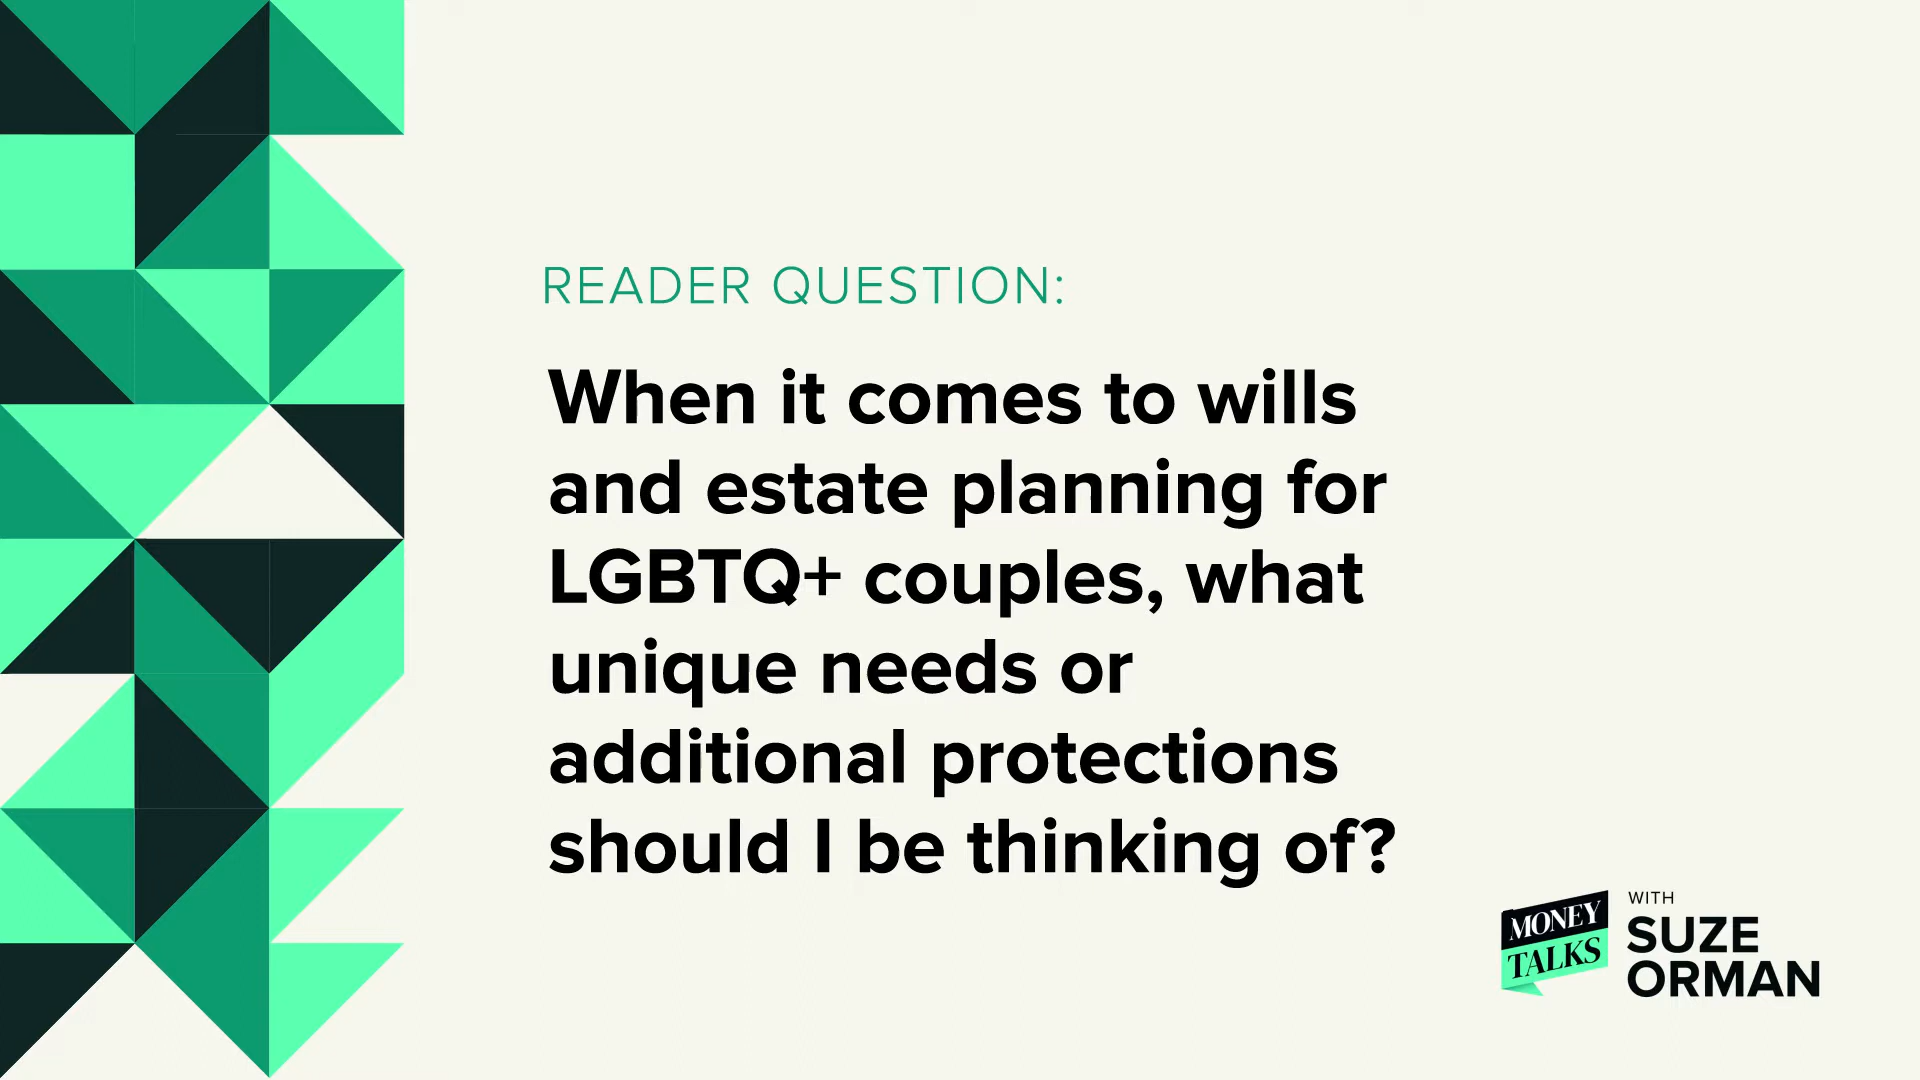 READER QUESTION:
When it comes to wills
and estate planning for
LGBTQ+ couples, what
unique needs or
additional protections
should I be thinking of?
MONEY
TALKS
WITH
SUZE
ORMAN